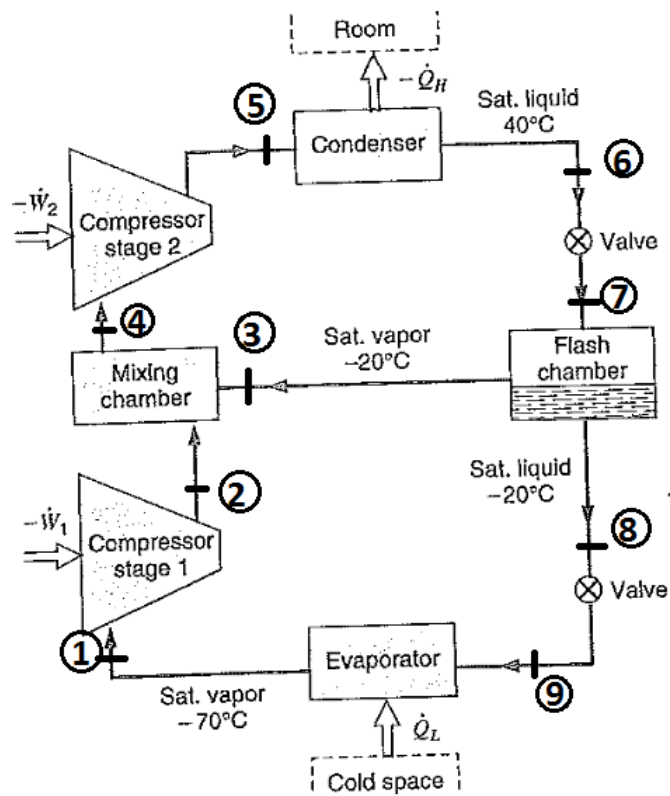 Room
−Q̇H
5
Sat. liquid
40°C
Condenser
6
−Ẇ2
Compressor
stage 2
Valve
7
4
3
Sat. vapor
−20°C
Mixing
chamber
Flash
chamber
2
Sat. liquid
−20°C
−Ẇ1
Compressor
stage 1
8
Valve
1
Evaporator
9
Sat. vapor
−70°C
Q̇L
Cold space